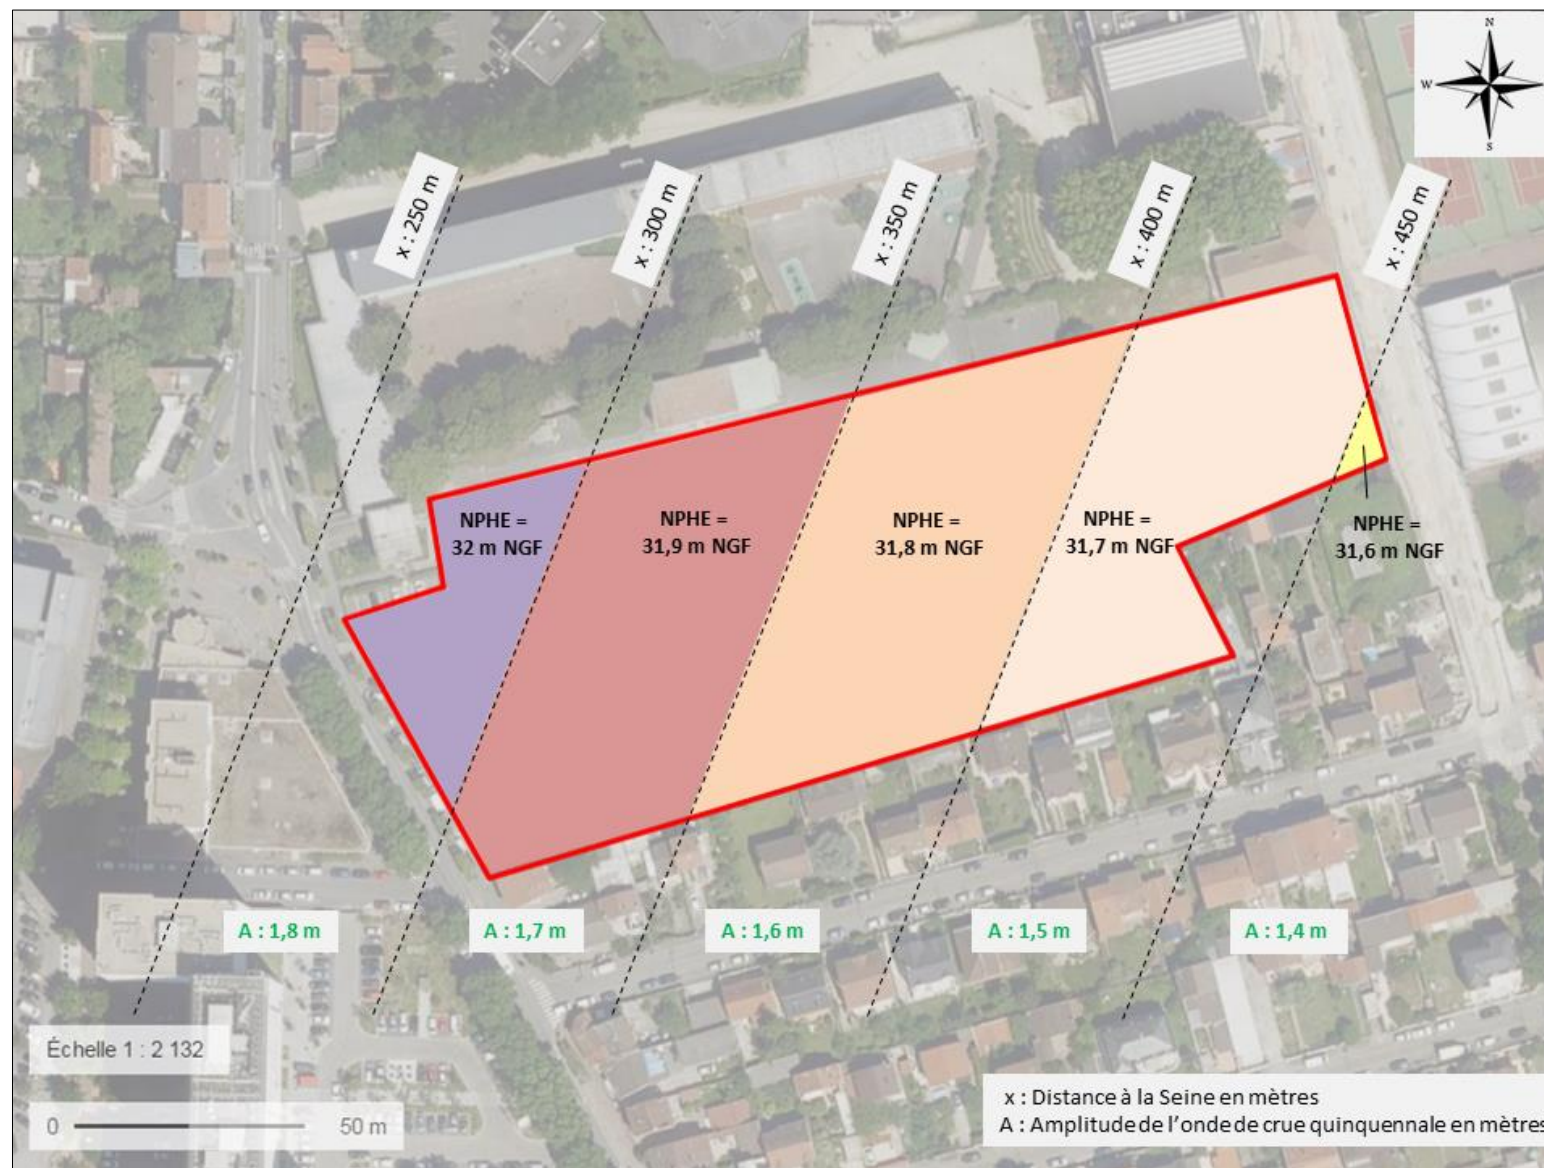 N
W
S
x : 250 m
x : 300 m
x : 350 m
x : 400 m
x : 450 m
NPHE =
32 m NGF
NPHE =
31,9 m NGF
NPHE =
31,8 m NGF
NPHE =
31,7 m NGF
NPHE =
31,6 m NGF
A : 1,8 m
A : 1,7 m
A : 1,6 m
A : 1,5 m
A : 1,4 m
Échelle 1 : 2 132
0 50 m
x : Distance à la Seine en mètres
A : Amplitude de l'onde de crue quinquennale en mètres